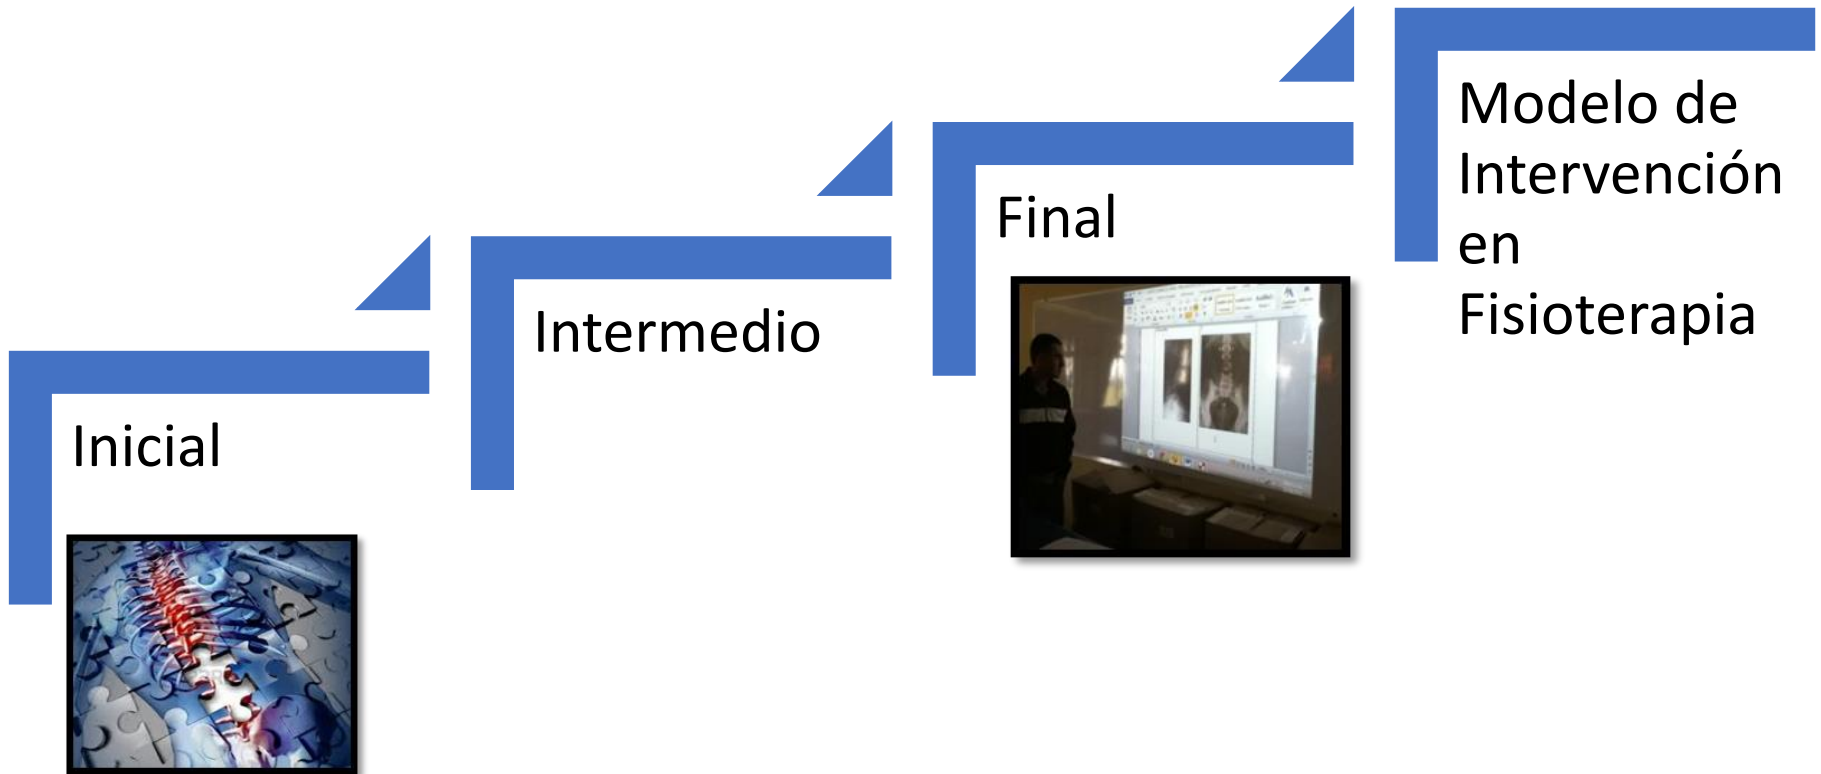 Inicial
Intermedio
Final
Modelo de
Intervención
en
Fisioterapia